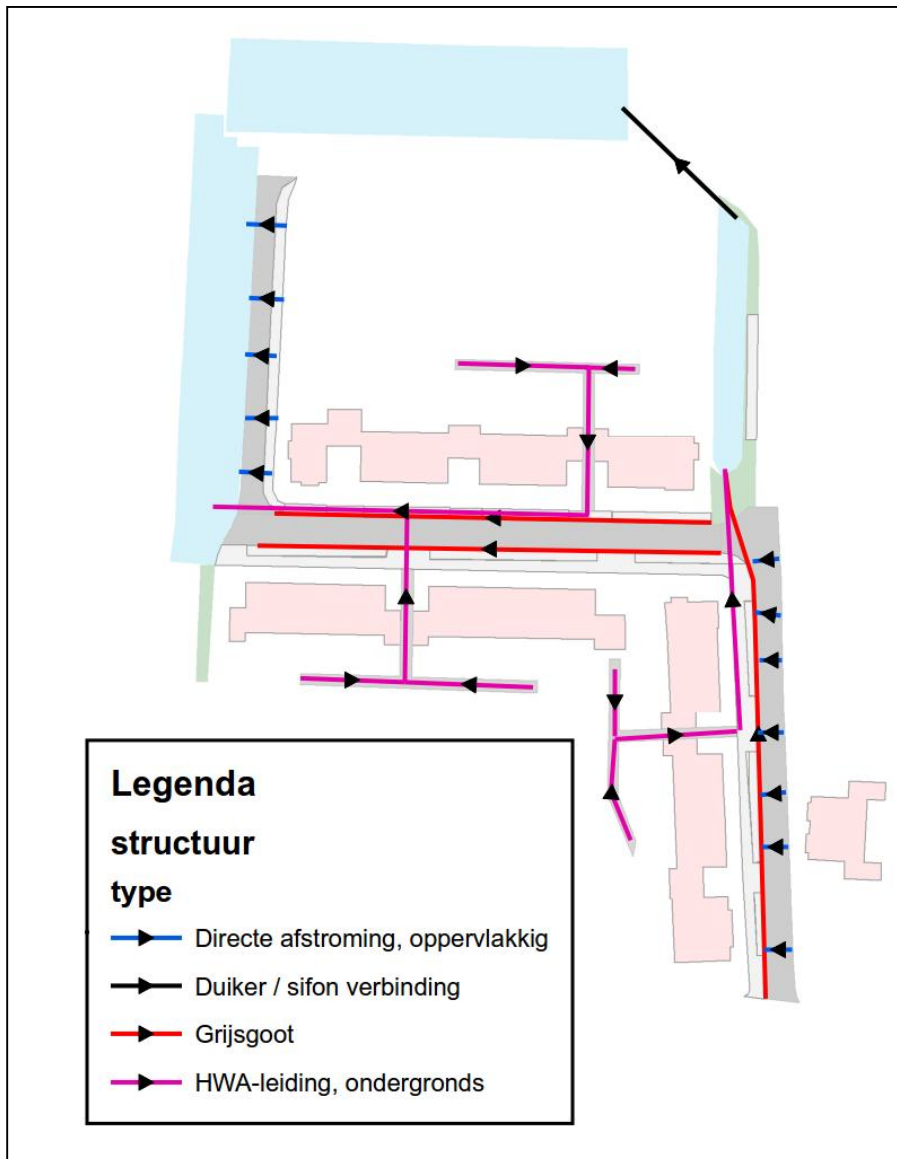 Legenda
structuur
type
Directe afstroming, oppervlakkig
Duiker / sifon verbinding
Grijsgoot
HWA-leiding, ondergronds